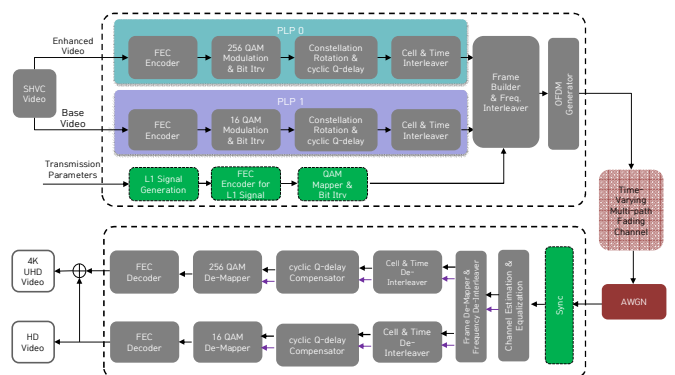 PLP 0
Enhanced
Video
FEC
Encoder
256 QAM
Modulation
& Bit Itrv
Constellation
Rotation &
cyclic Q-delay
Cell & Time
Interleaver
SHVC
Video
PLP 1
Base
Video
FEC
Encoder
16 QAM
Modulation
& Bit Itrv
Constellation
Rotation &
cyclic Q-delay
Cell & Time
Interleaver
Frame
Builder
& Freq.
Interleaver
OFDM
Generator
Transmission
Parameters
L1 Signal
Generation
FEC
Encoder for
L1 Signal
QAM
Mapper &
Bit Itrv
Time-
Varying
Multi-path
Fading
Channel
AWGN
4K
UHD
Video
FEC
Decoder
256 QAM
De-Mapper
cyclic Q-delay
Compensator
Cell & Time
De-
Interleaver
Frame De-Mapper &
Frequency De-Interleaver
Channel Estimation &
Equalization
Sync
HD
Video
FEC
Decoder
16 QAM
De-Mapper
cyclic Q-delay
Compensator
Cell & Time
De-
Interleaver